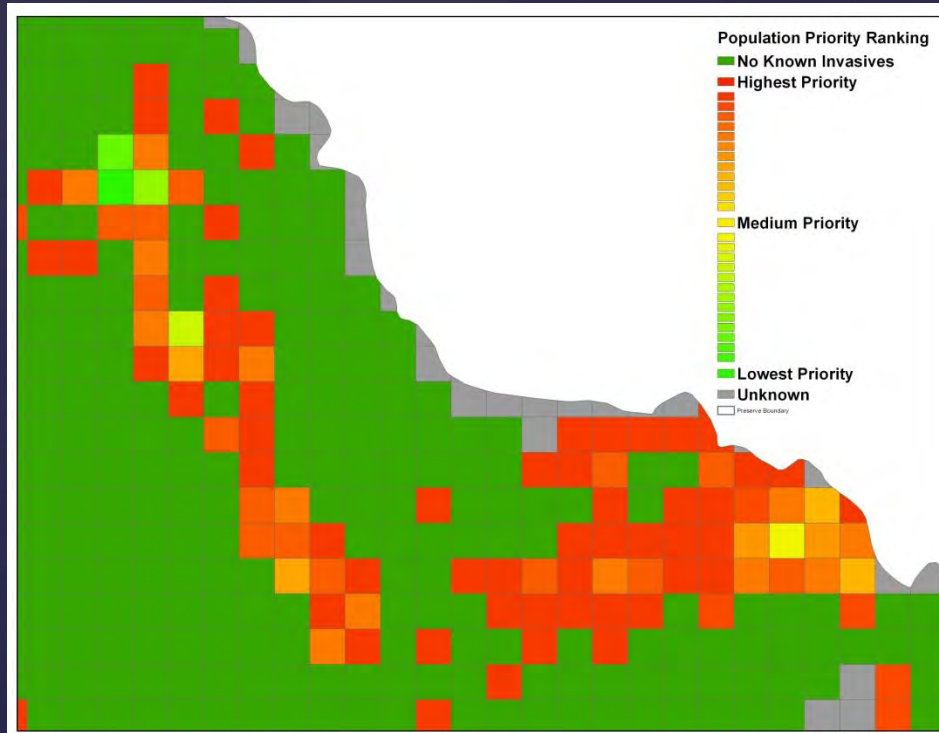 Population Priority Ranking
No Known Invasives
Highest Priority
Medium Priority
Lowest Priority
Unknown
Preserve Boundary